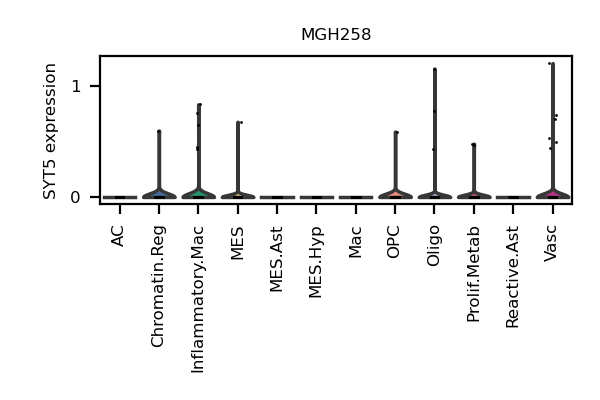 MGH258
SYT5 expression
1
0
AC
Chromatin.Reg
Inflammatory.Mac
MES
MES.Ast
MES.Hyp
Mac
OPC
Oligo
Prolif.Metab
Reactive.Ast
Vasc